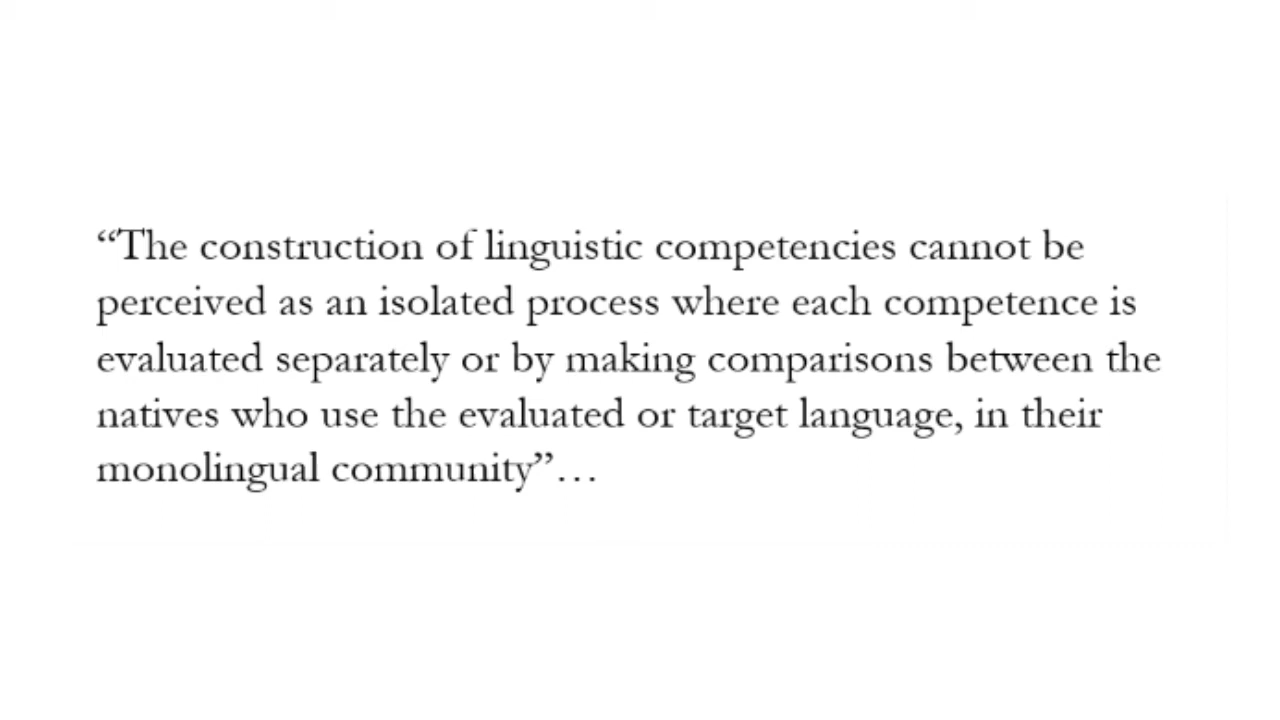 “The construction of linguistic competencies cannot be
perceived as an isolated process where each competence is
evaluated separately or by making comparisons between the
natives who use the evaluated or target language, in their
monolingual community”…